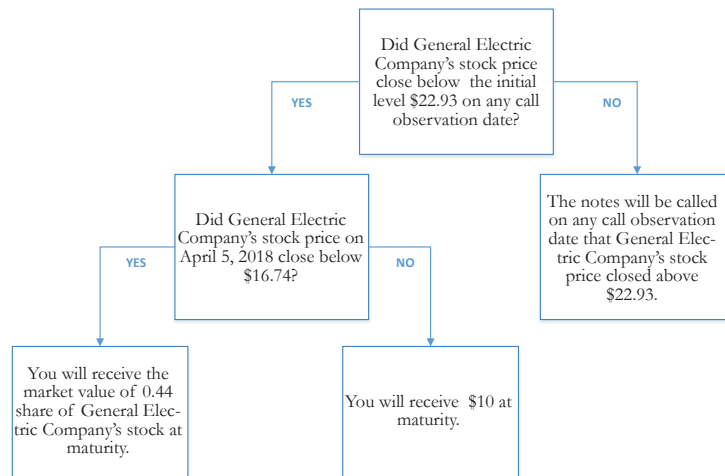 Did General Electric
Company's stock price
close below the initial
level $22.93 on any call
observation date?
YES
NO
Did General Electric
Company's stock price on
April 5, 2018 close below
$16.74?
The notes will be called
on any call observation
date that General Elec-
tric Company's stock
price closed above
$22.93.
YES
NO
You will receive the
market value of 0.44
share of General Elec-
tric Company's stock at
maturity.
You will receive $10 at
maturity.